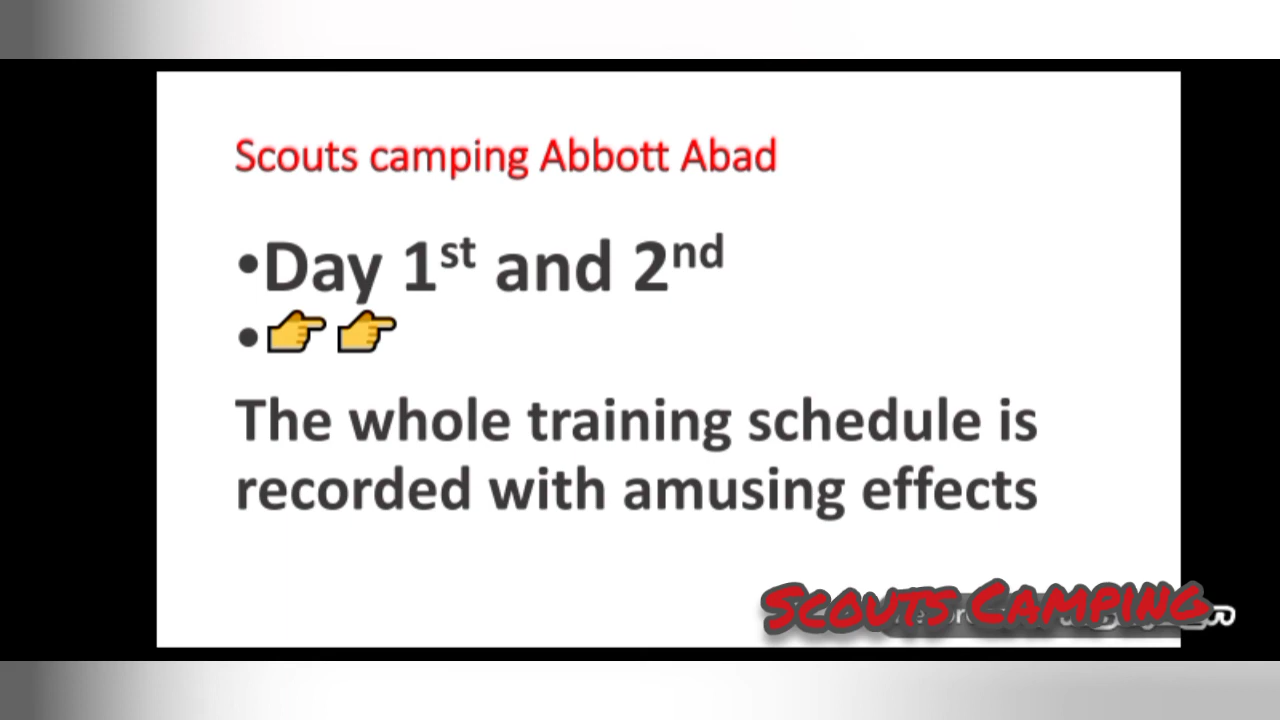 Scouts camping Abbott Abad
•Day 1st and 2nd
•👉👉
The whole training schedule is
recorded with amusing effects
Scouts Camping